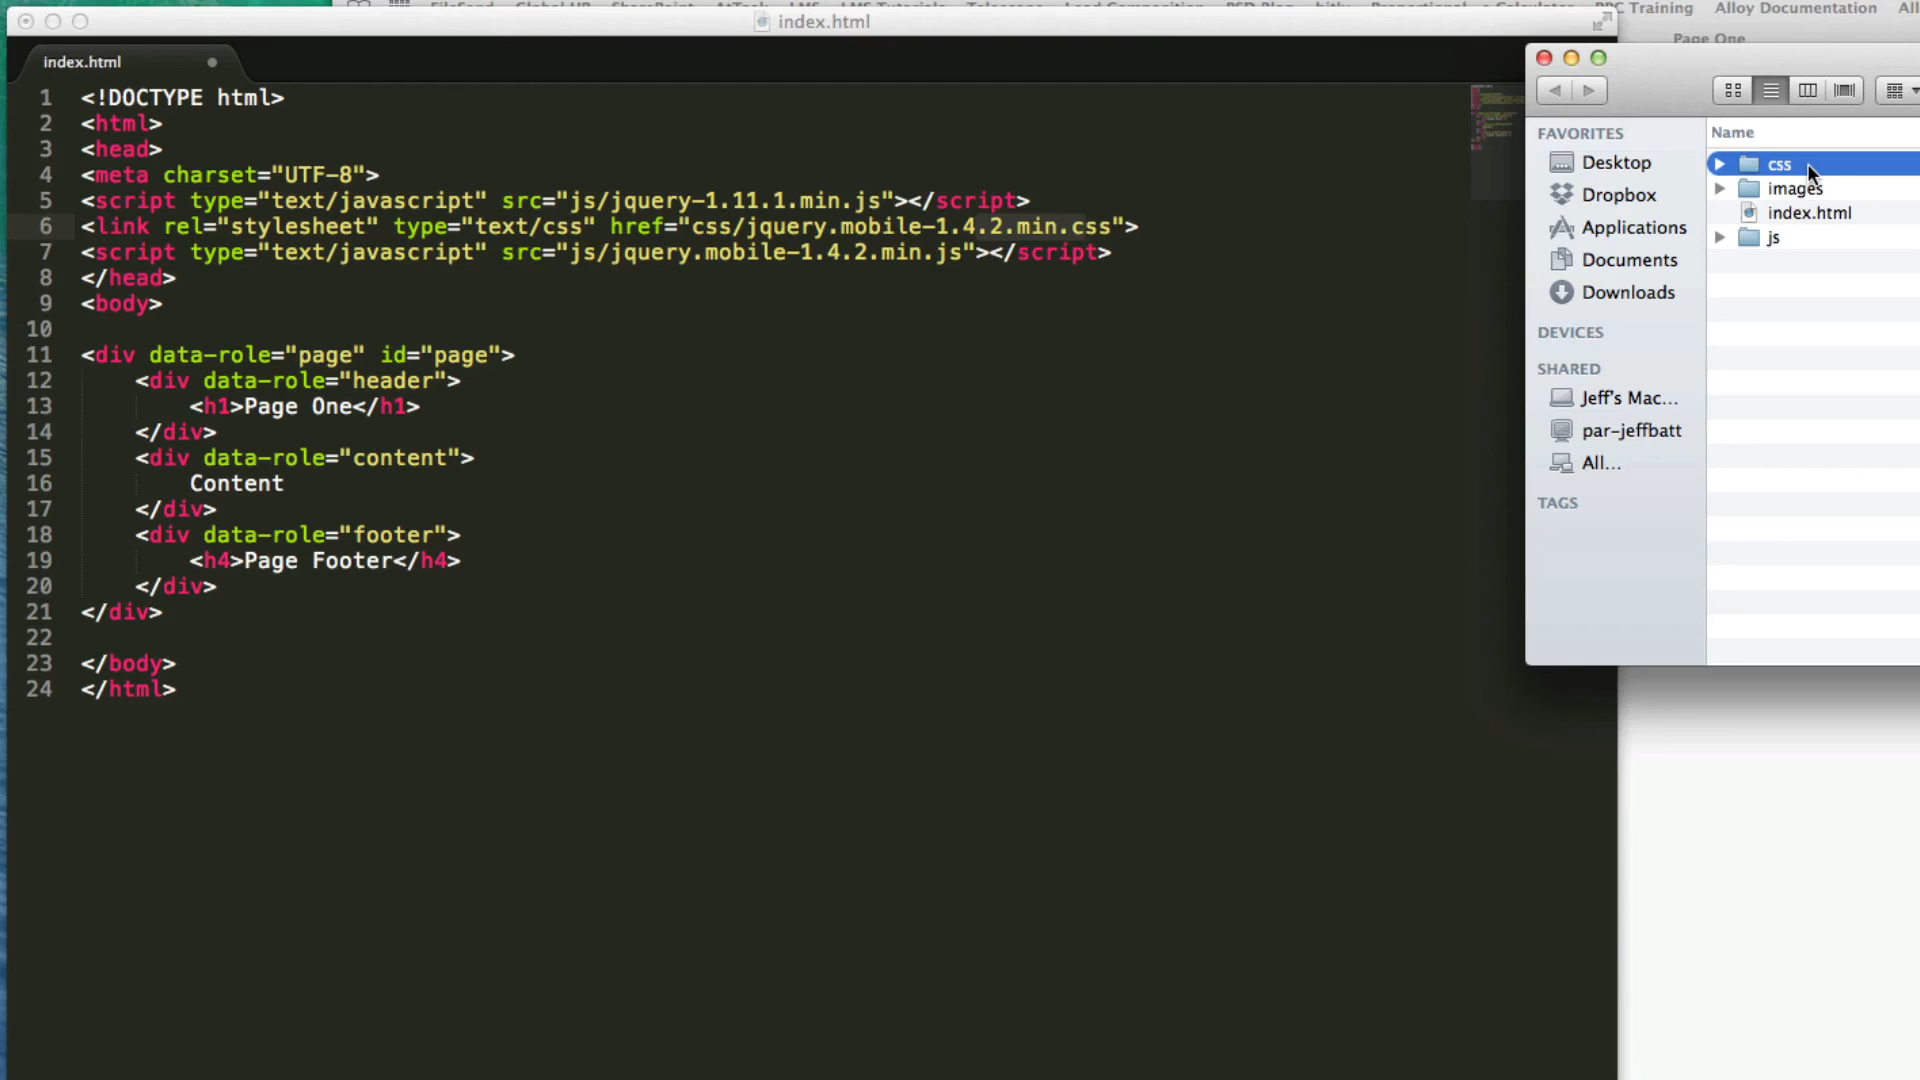 index.html
PC Training Alloy Documentation
Page One
index.html
1 <!DOCTYPE html>
2 <html>
3 <head>
4 <meta charset="UTF-8">
5 <script type="text/javascript" src="js/jquery-1.11.1.min.js"></script>
6 <link rel="stylesheet" type="text/css" href="css/jquery.mobile-1.4.2.min.css">
7 <script type="text/javascript" src="js/jquery.mobile-1.4.2.min.js"></script>
8 </head>
9 <body>
10
11 <div data-role="page" id="page">
12 <div data-role="header">
13 <h1>Page One</h1>
14 </div>
15 <div data-role="content">
16 Content
17 </div>
18 <div data-role="footer">
19 <h4>Page Footer</h4>
20 </div>
21 </div>
22
23 </body>
24 </html>
FAVORITES
Desktop
Dropbox
Applications
Documents
Downloads
DEVICES
SHARED
Jeff's Mac...
par-jeffbatt
All...
TAGS
Name
css
images
index.html
js